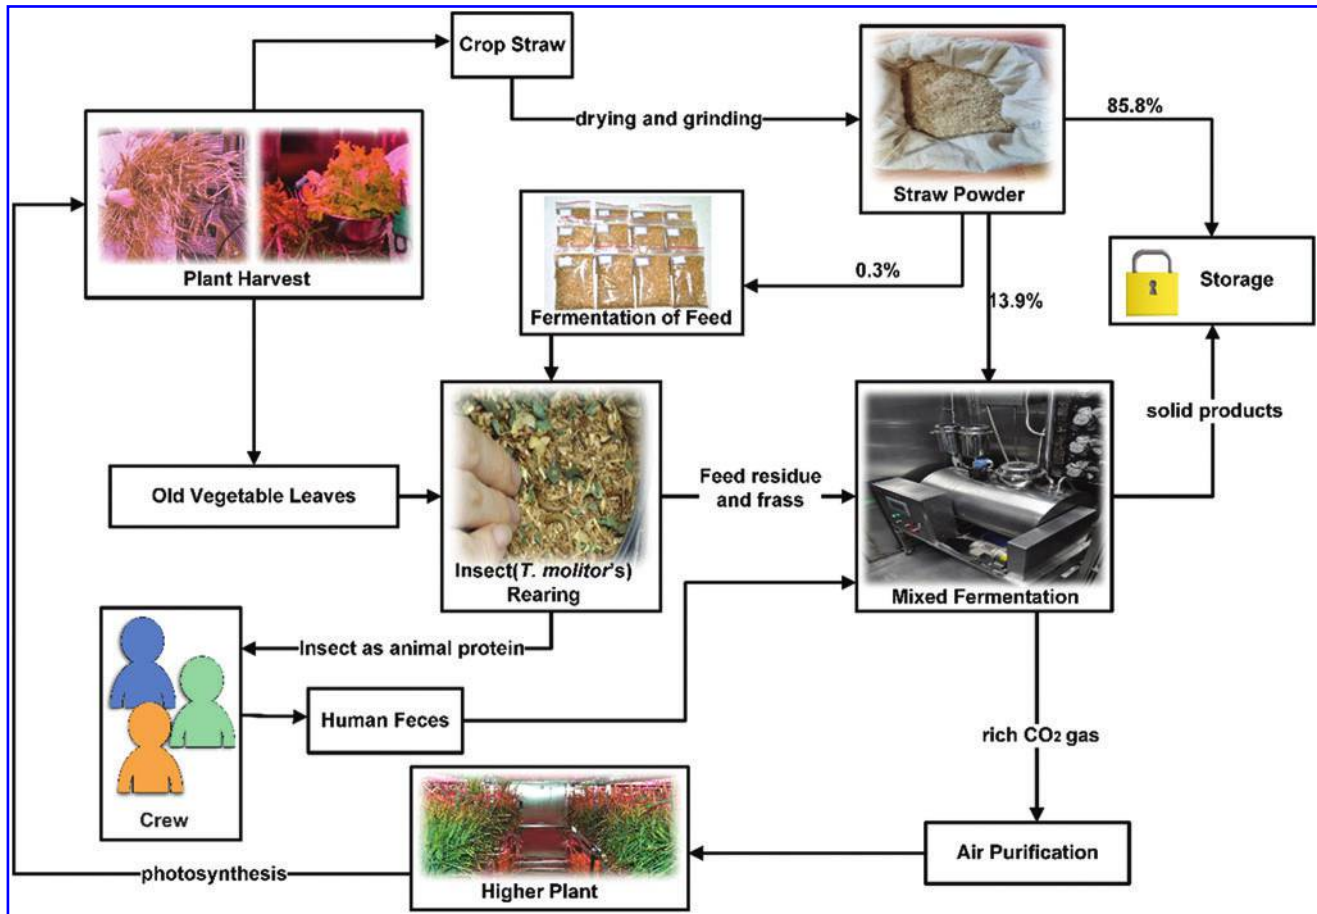 Crop Straw
drying and grinding
Straw Powder
85.8%
Plant Harvest
0.3%
13.9%
Storage
Fermentation of Feed
solid products
Old Vegetable Leaves
Feed residue
and frass
Insect(T. molitor's)
Rearing
Mixed Fermentation
Insect as animal protein
Human Feces
rich CO₂ gas
Crew
Air Purification
photosynthesis
Higher Plant